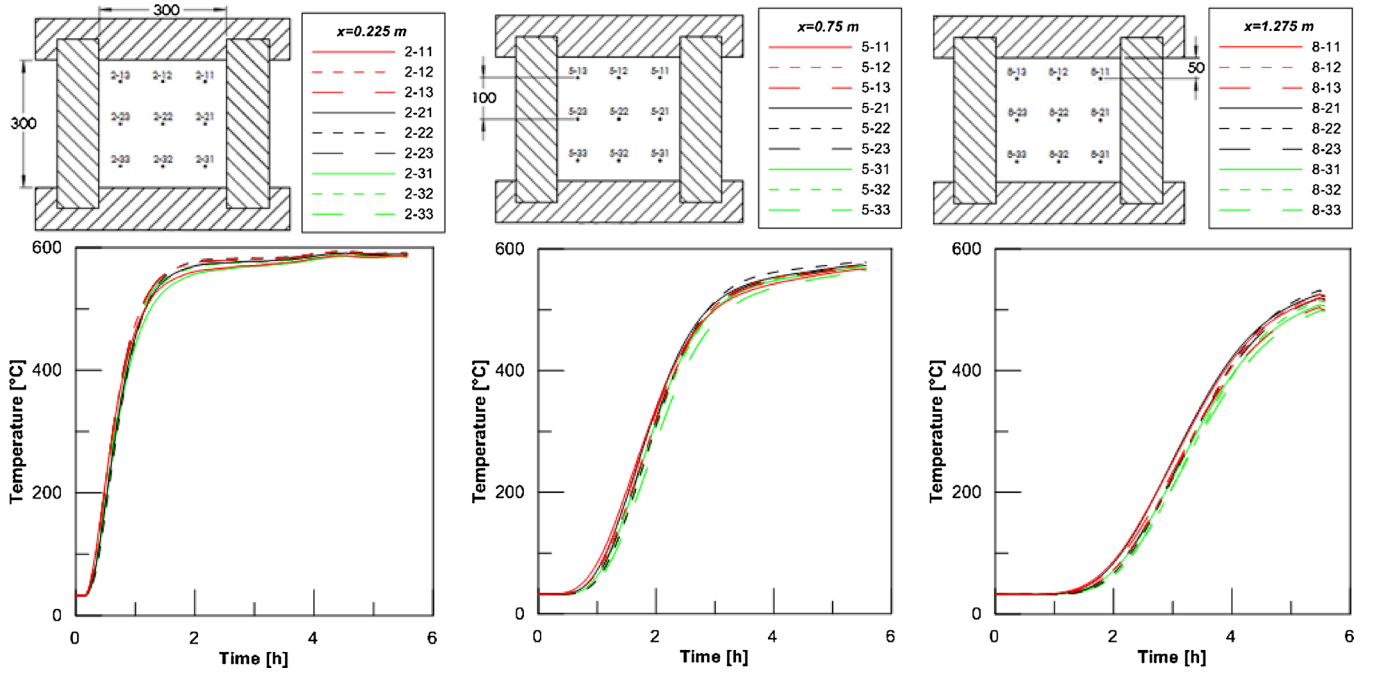 300
300
2-13 2-12 2-11
2-23 2-22 2-21
2-33 2-32 2-31
x=0.225 m
2-11
2-12
2-13
2-21
2-22
2-23
2-31
2-32
2-33
100
5-13 5-12 5-11
5-23 5-22 5-21
5-33 5-32 5-31
x=0.75 m
5-11
5-12
5-13
5-21
5-22
5-23
5-31
5-32
5-33
50
8-13 8-12 8-11
8-23 8-22 8-21
8-33 8-32 8-31
x=1.275 m
8-11
8-12
8-13
8-21
8-22
8-23
8-31
8-32
8-33
Temperature [°C]
600
400
200
0
0 2 4 6
Time [h]
Temperature [°C]
600
400
200
0
0 2 4 6
Time [h]
Temperature [°C]
600
400
200
0
0 2 4 6
Time [h]